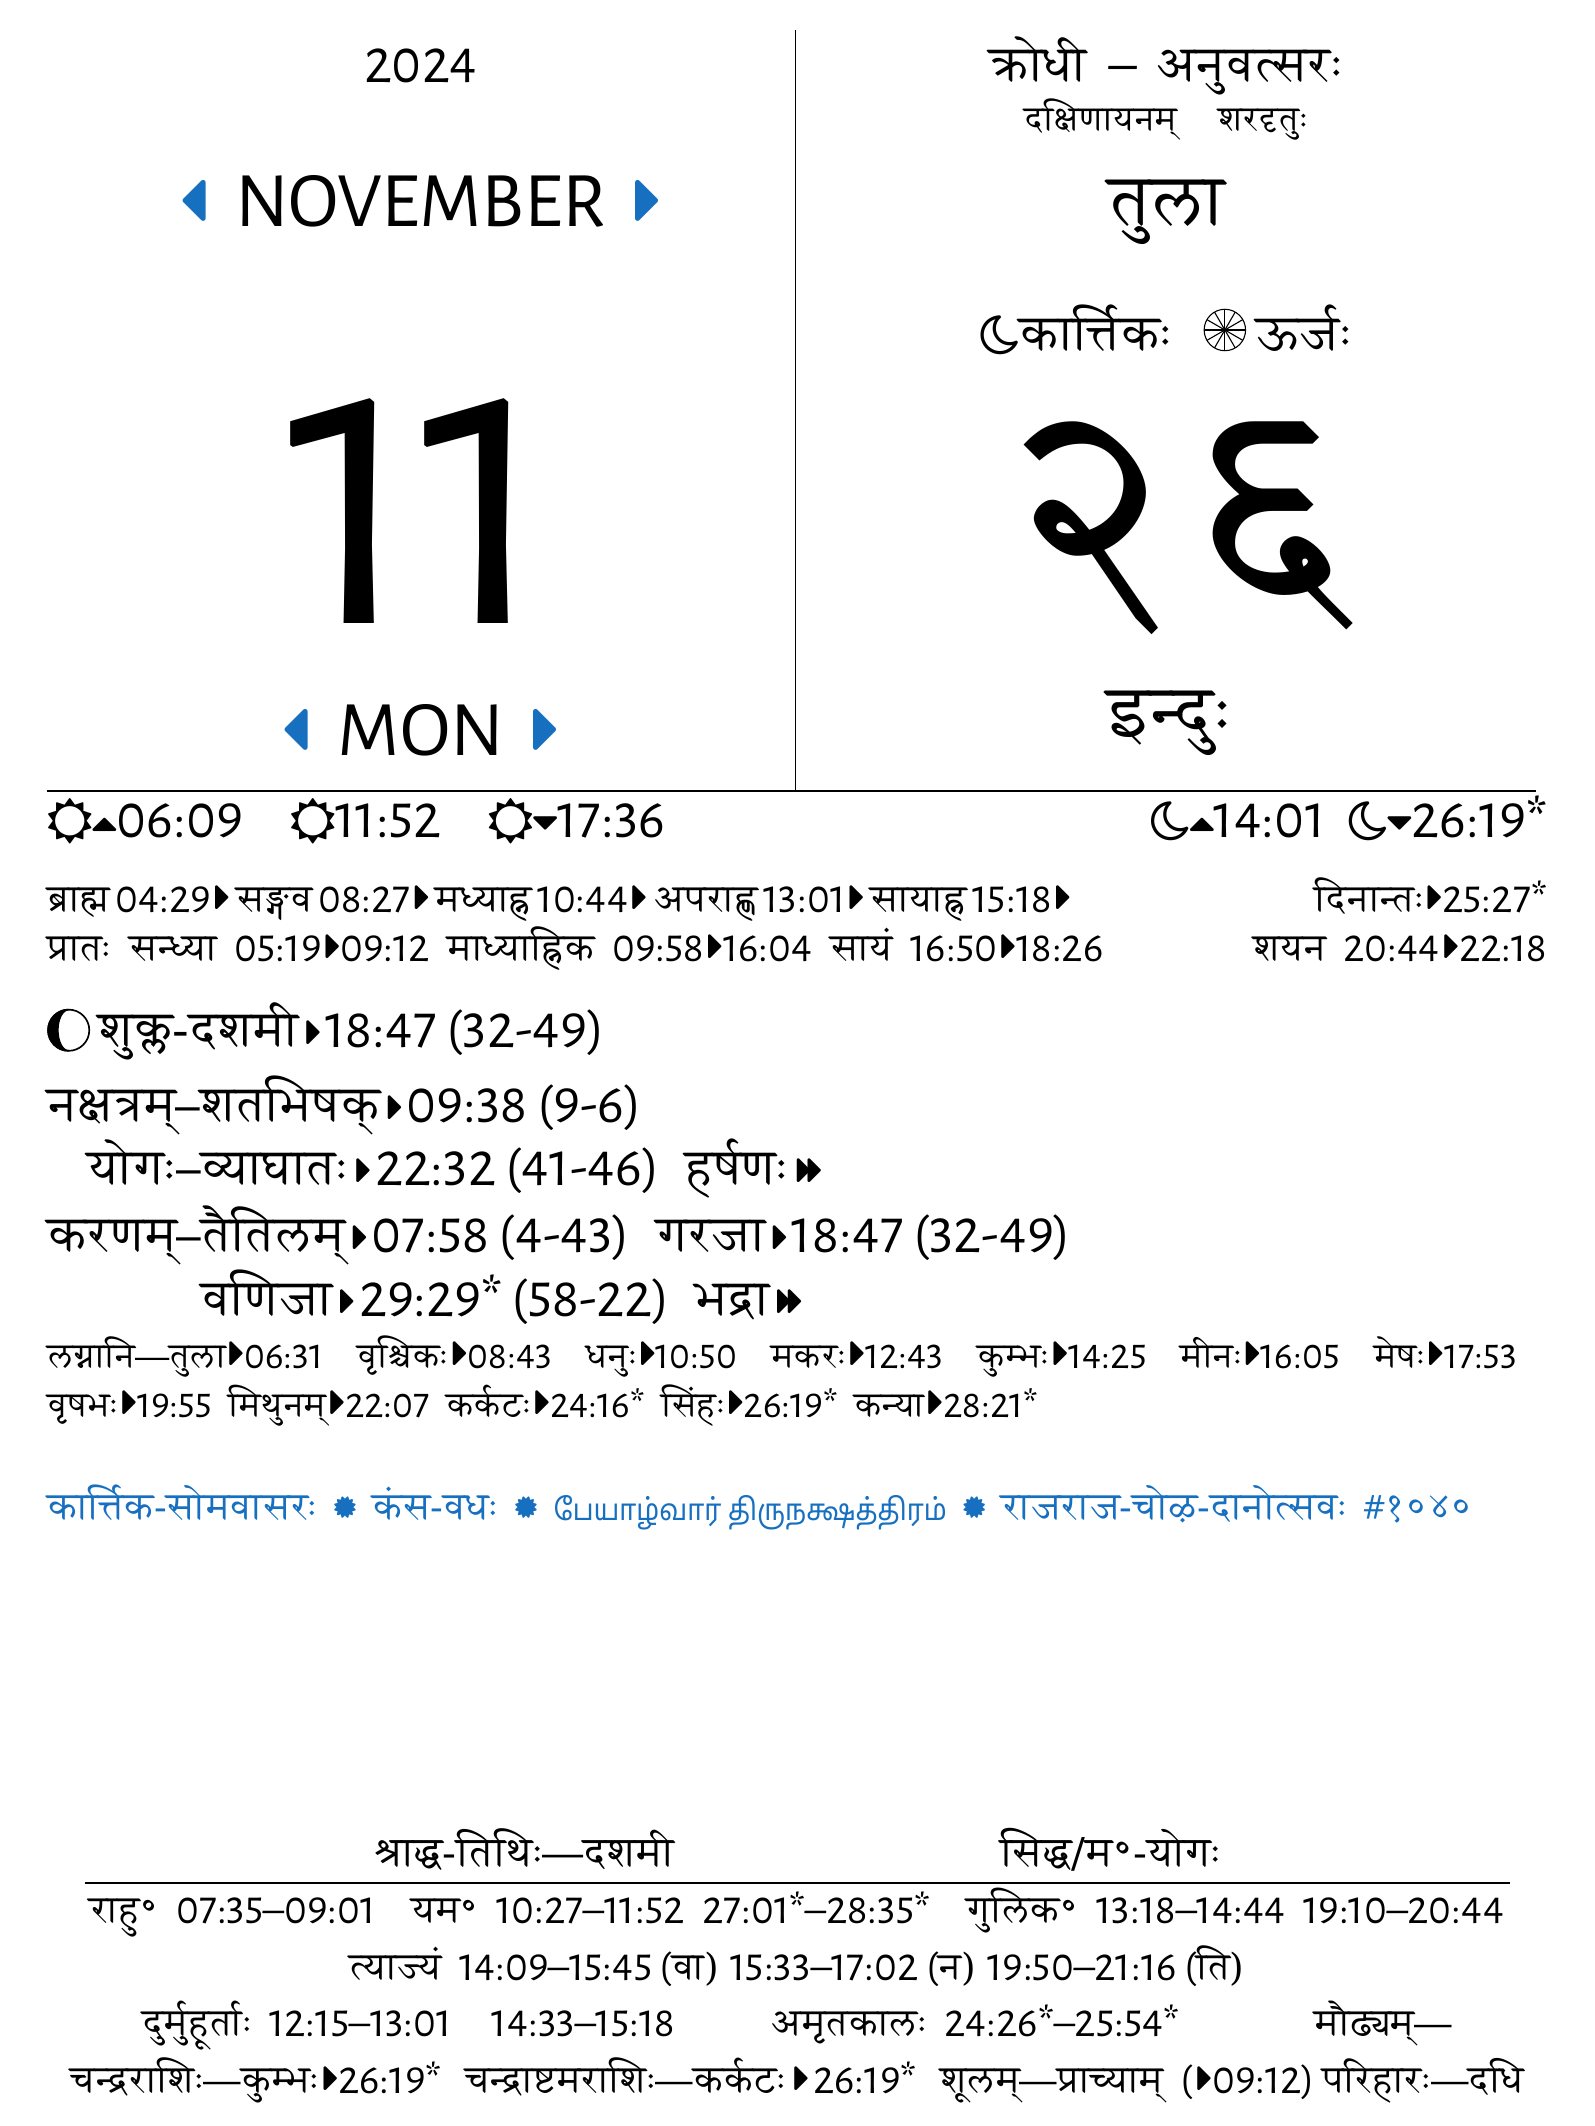 2024
NOVEMBER
11
MON
क्रोधी – अनुवत्सरः
दक्षिणायनम् शरदृतुः
तुला
कार्त्तिकः ऊर्जः
२६
इन्दुः
06:09 11:52 17:36 14:01 26:19*
ब्राह्म 04:29 सङ्गव 08:27 मध्याह्न 10:44 अपराह्ण 13:01 सायाह्न 15:18 दिनान्तः 25:27*
प्रातः सन्ध्या 05:19 09:12 माध्याह्निक 09:58 16:04 सायं 16:50 18:26 शयन 20:44 22:18
शुक्ल-दशमी 18:47 (32-49)
नक्षत्रम्–शतभिषक् 09:38 (9-6)
योगः–व्याघातः 22:32 (41-46) हर्षणः
करणम्–तैतिलम् 07:58 (4-43) गरजा 18:47 (32-49)
वणिजा 29:29* (58-22) भद्रा
लग्नानि—तुला 06:31 वृश्चिकः 08:43 धनुः 10:50 मकरः 12:43 कुम्भः 14:25 मीनः 16:05 मेषः 17:53
वृषभः 19:55 मिथुनम् 22:07 कर्कटः 24:16* सिंहः 26:19* कन्या 28:21*
कार्त्तिक-सोमवासरः ✹ कंस-वधः ✹ பேயாழ்வார் திருநக்ஷத்திரம் ✹ राजराज-चोऴ-दानोत्सवः #१०४०
श्राद्ध-तिथिः—दशमी सिद्ध/म॰-योगः
राहु॰ 07:35–09:01 यम॰ 10:27–11:52 27:01*–28:35* गुलिक॰ 13:18–14:44 19:10–20:44
त्याज्यं 14:09–15:45 (वा) 15:33–17:02 (न) 19:50–21:16 (ति)
दुर्मुहूर्ताः 12:15–13:01 14:33–15:18 अमृतकालः 24:26*–25:54* मौढ्यम्—
चन्द्रराशिः—कुम्भः 26:19* चन्द्राष्टमराशिः—कर्कटः 26:19* शूलम्—प्राच्याम् (09:12) परिहारः—दधि